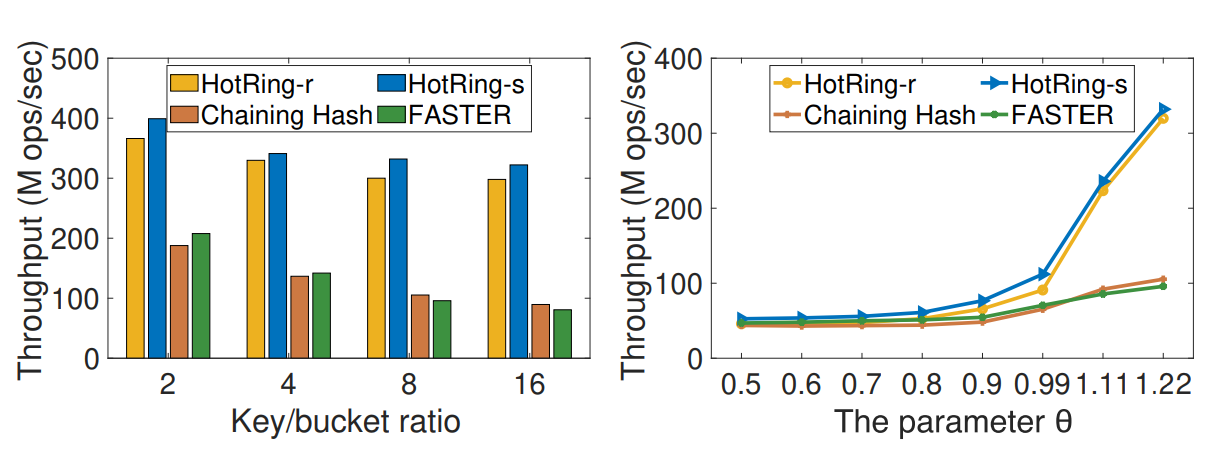 Throughput (M ops/sec)
500
400
300
200
100
0
HotRing-r HotRing-s
Chaining Hash FASTER
2 4 8 16
Key/bucket ratio
Throughput (M ops/sec)
400
300
200
100
0
HotRing-r HotRing-s
Chaining Hash FASTER
0.5 0.6 0.7 0.8 0.9 0.99 1.11 1.22
The parameter θ